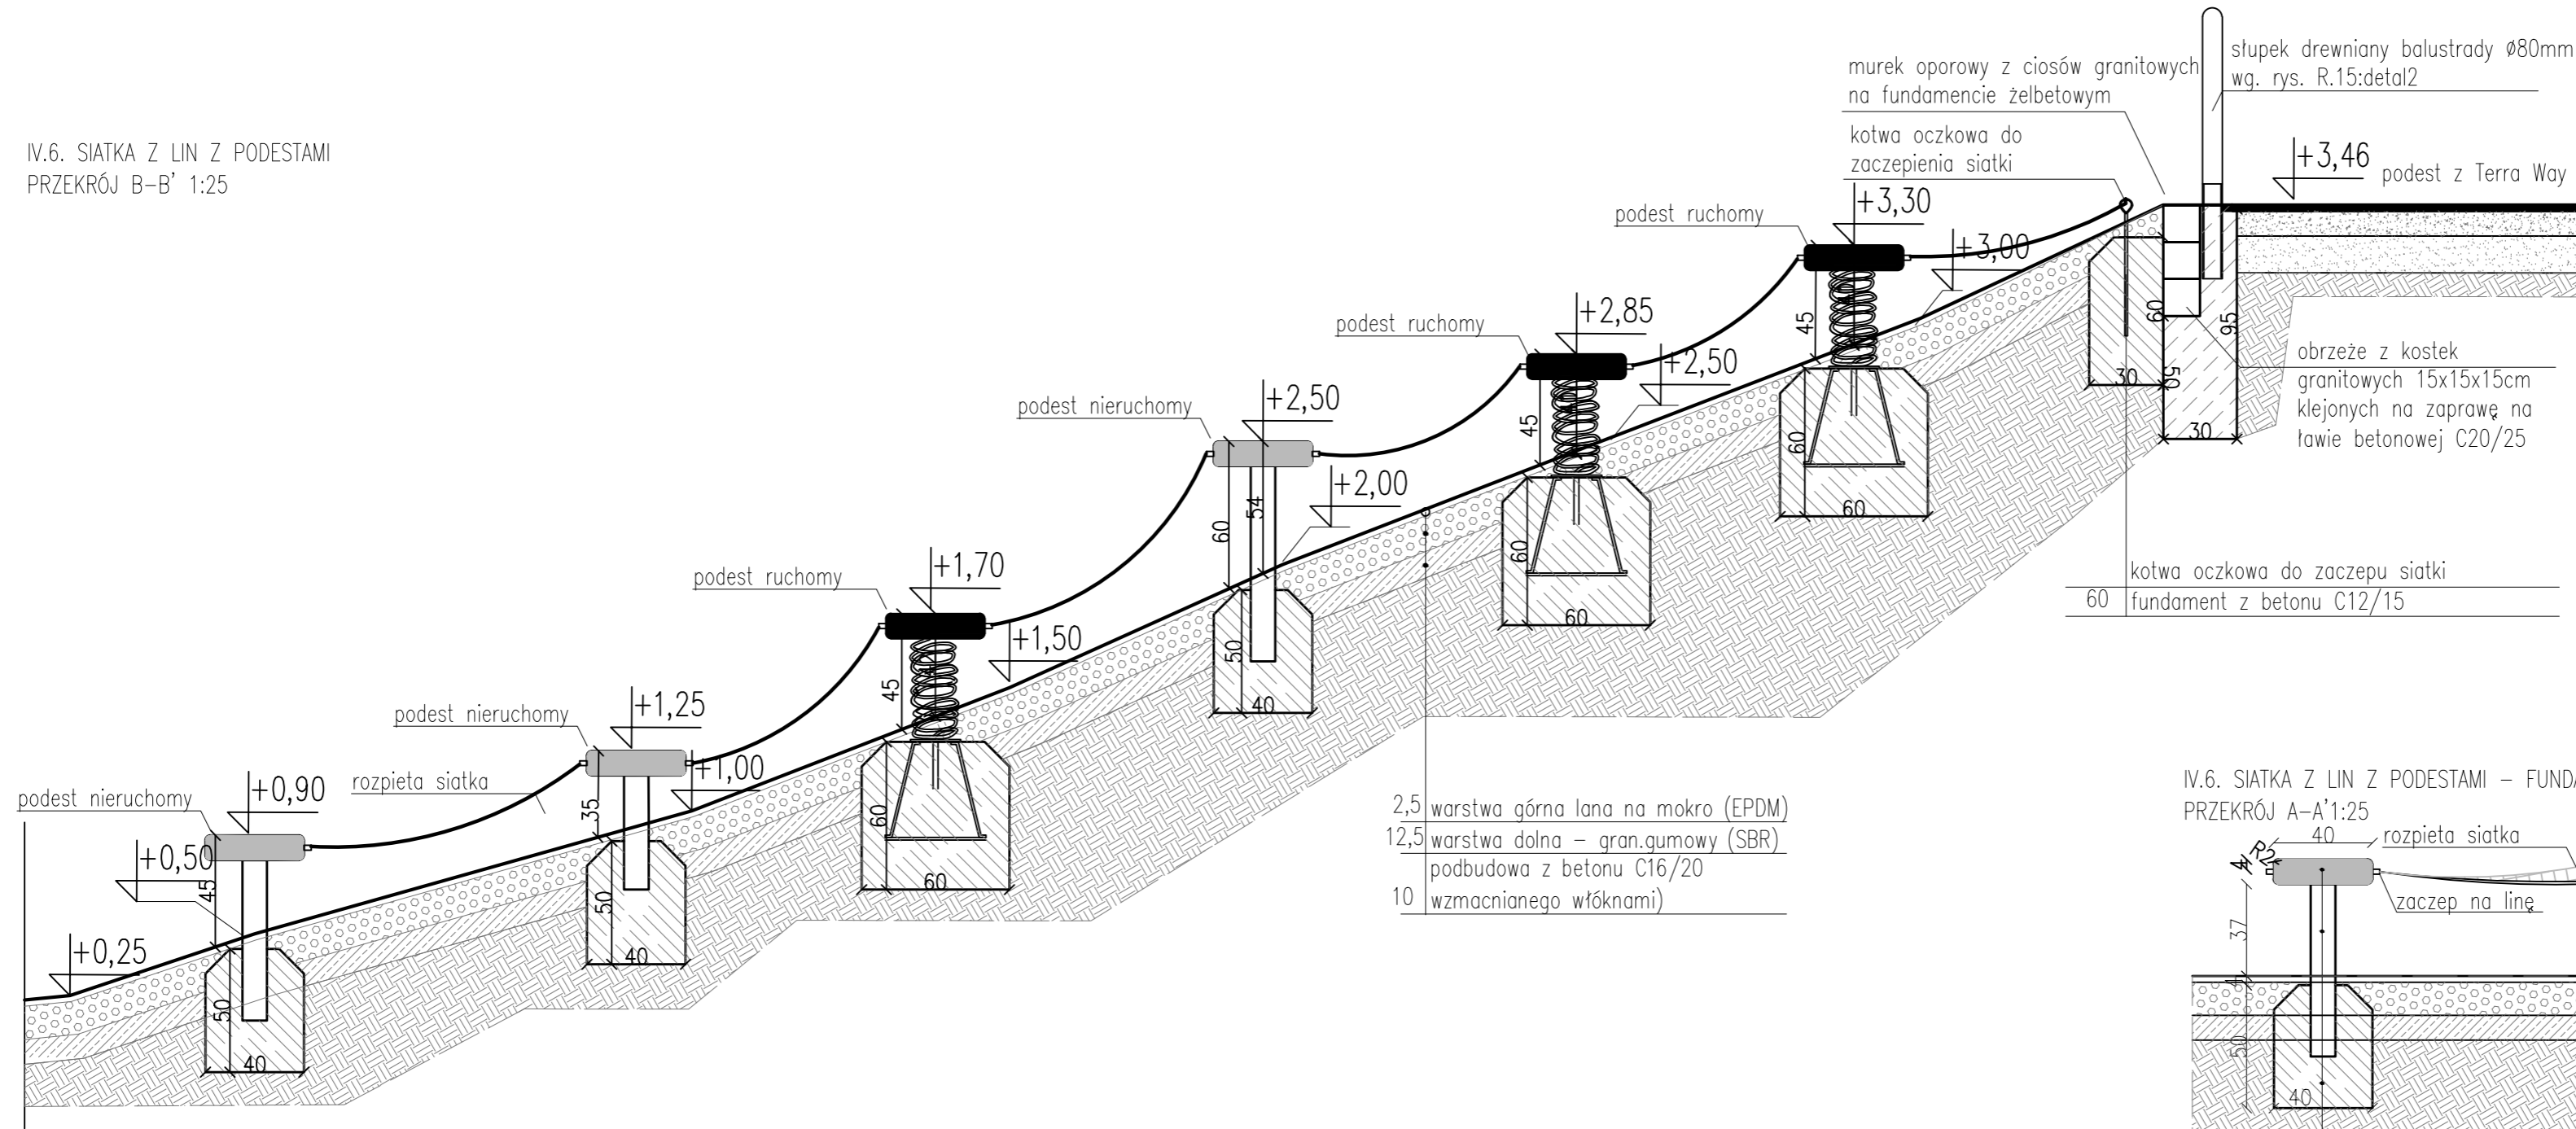 IV.6. SIATKA Z LIN Z PODESTAMI
PRZEKRÓJ B-B' 1:25
słupek drewniany balustrady Ø80mm
wg. rys. R.15:detal2
murek oporowy z ciosów granitowych
na fundamencie żelbetowym
kotwa oczkowa do
zaczepienia siatki
+3,46
podest z Terra Way
podest ruchomy
+3,30
+3,00
45
60
60
60
95
30
50
30
obrzeże z kostek
granitowych 15x15x15cm
klejonych na zaprawę na
ławie betonowej C20/25
kotwa oczkowa do zaczepu siatki
60 fundament z betonu C12/15
podest ruchomy
+2,85
+2,50
45
60
60
podest nieruchomy
+2,50
+2,00
60
54
50
40
podest ruchomy
+1,70
+1,50
45
60
60
podest nieruchomy
+1,25
+1,00
35
50
40
rozpieta siatka
podest nieruchomy
+0,90
+0,50
45
+0,25
50
40
2,5 warstwa górna lana na mokro (EPDM)
12,5 warstwa dolna – gran.gumowy (SBR)
podbudowa z betonu C16/20
10 wzmacnianego włóknami)
IV.6. SIATKA Z LIN Z PODESTAMI – FUNDA
PRZEKRÓJ A-A'1:25
40
rozpieta siatka
R2
4
zaczep na linę
37
4
50
40